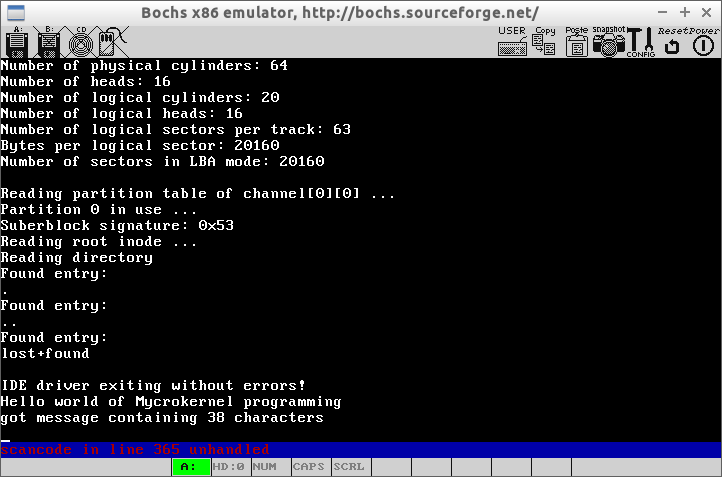 Bochs x86 emulator, http://bochs.sourceforge.net/
A: B: CD USER Copy Paste snapshot CONFIG Reset Power
Number of physical cylinders: 64
Number of heads: 16
Number of logical cylinders: 20
Number of logical heads: 16
Number of logical sectors per track: 63
Bytes per logical sector: 20160
Number of sectors in LBA mode: 20160
Reading partition table of channel[0][0] ...
Partition 0 in use ...
Suberblock signature: 0x53
Reading root inode ...
Reading directory
Found entry:
.
Found entry:
..
Found entry:
lost+found
IDE driver exiting without errors!
Hello world of Mycrokernel programming
got message containing 38 characters
_
scancode in line 365 unhandled
A: HD:0 NUM CAPS SCRL